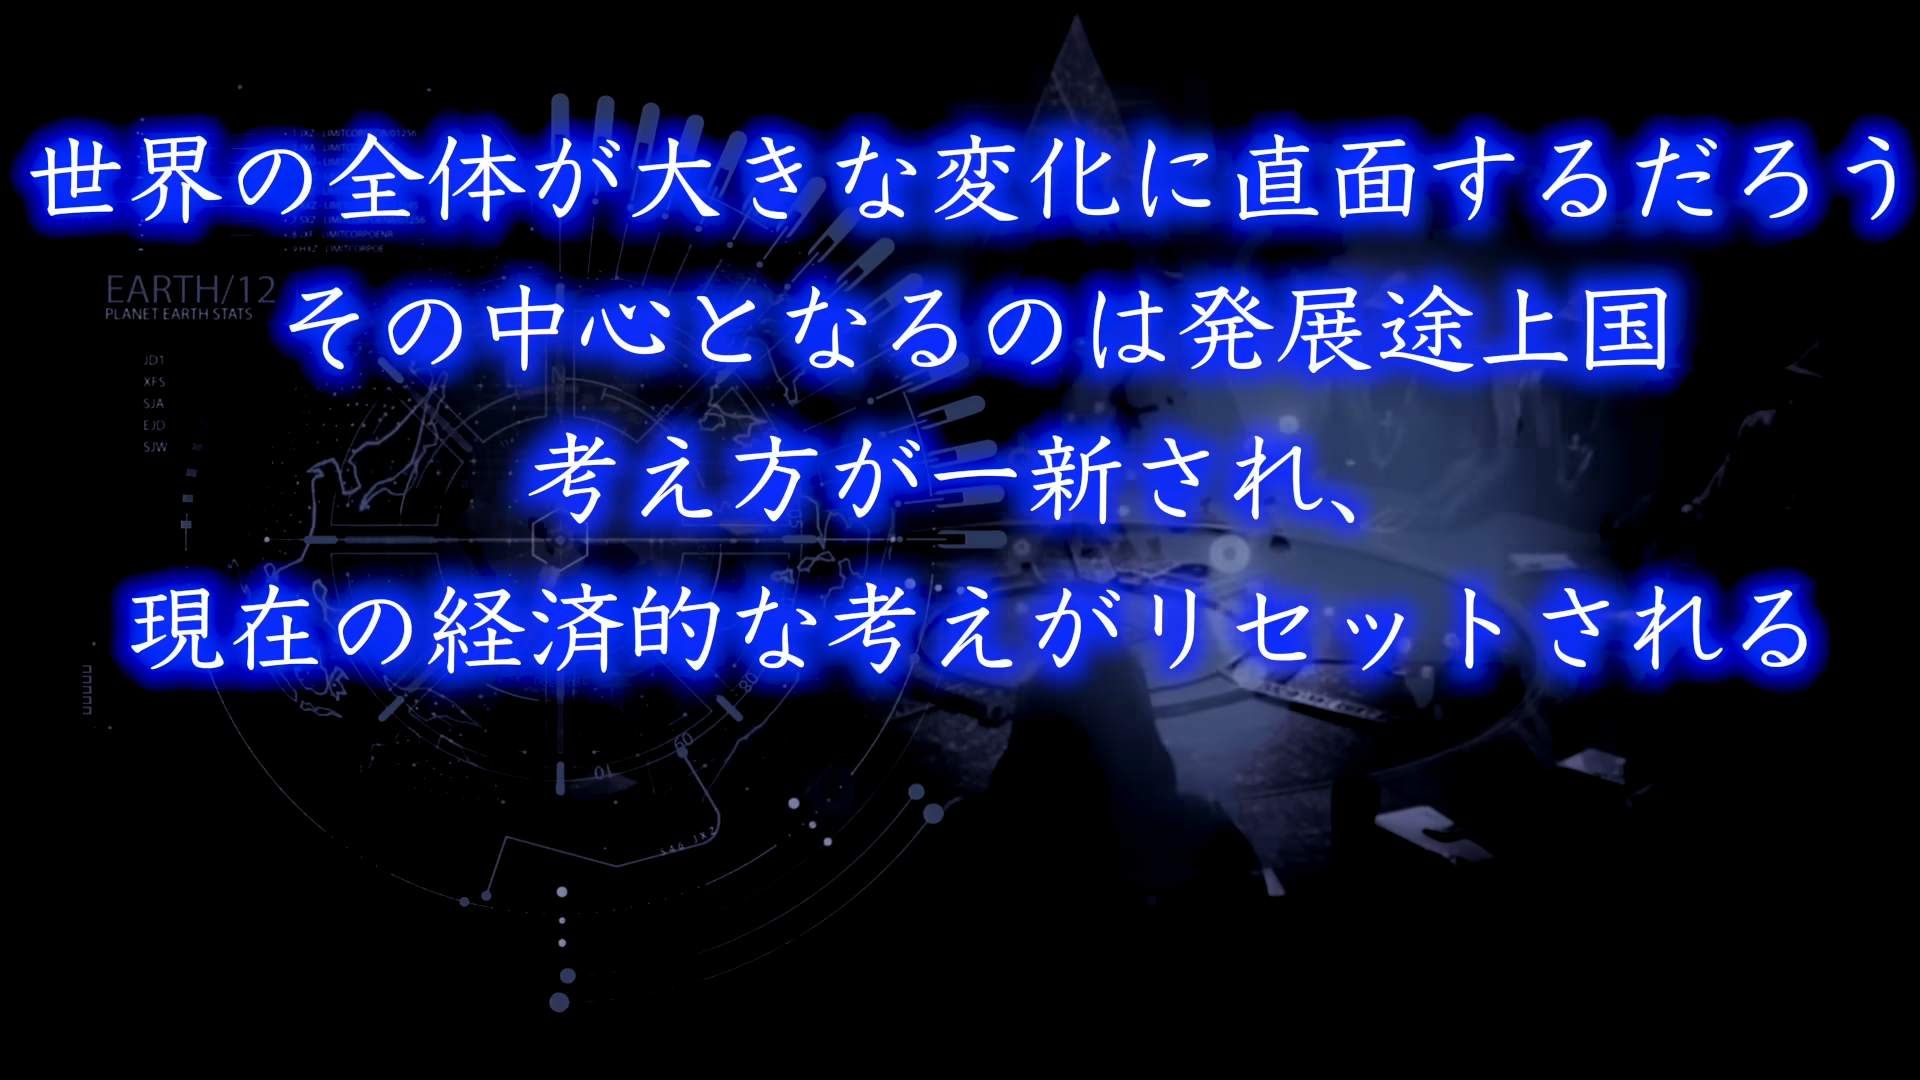 世界の全体が大きな変化に直面するだろう
その中心となるのは発展途上国
考え方が一新され、
現在の経済的な考えがリセットされる
EARTH/12
PLANET EARTH STATS
JD1
XFS
SJA
EJD
SJW